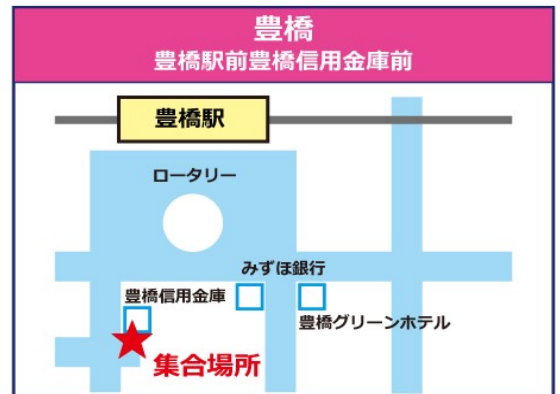 豊橋
豊橋駅前豊橋信用金庫前
豊橋駅
ロータリー
みずほ銀行
豊橋信用金庫
豊橋グリーンホテル
集合場所